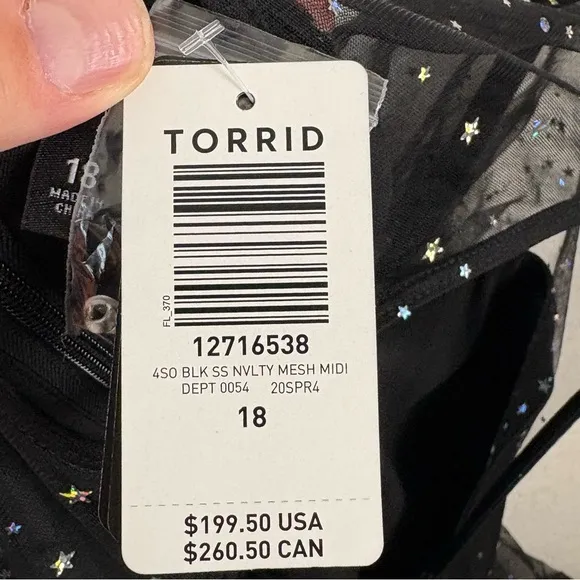 TORRID
FL_370
12716538
4SO BLK SS NVLTY MESH MIDI
DEPT 0054 20SPR4
18
$199.50 USA
$260.50 CAN
18
MADE
CH